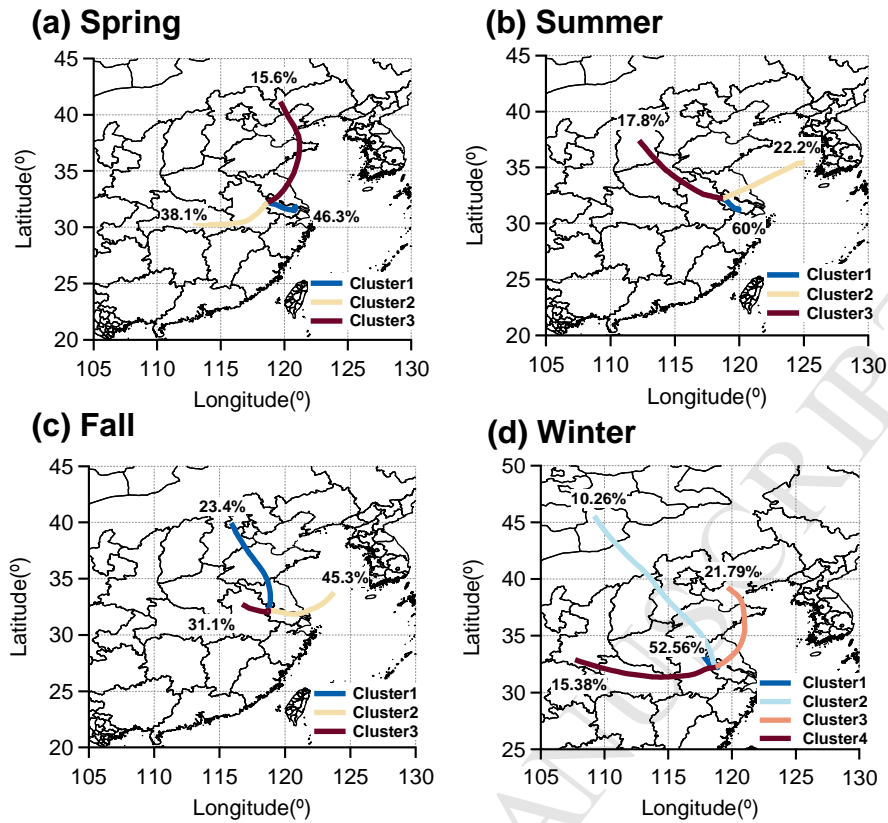 (a) Spring
45
40
35
30
25
20
Latitude(º)
15.6%
38.1%
46.3%
Cluster1
Cluster2
Cluster3
105 110 115 120 125 130
Longitude(º)
(b) Summer
45
40
35
30
25
20
Latitude(º)
17.8%
22.2%
60%
Cluster1
Cluster2
Cluster3
105 110 115 120 125 130
Longitude(º)
(c) Fall
45
40
35
30
25
20
Latitude(º)
23.4%
45.3%
31.1%
Cluster1
Cluster2
Cluster3
105 110 115 120 125 130
Longitude(º)
(d) Winter
50
45
40
35
30
25
Latitude(º)
10.26%
21.79%
52.56%
15.38%
Cluster1
Cluster2
Cluster3
Cluster4
105 110 115 120 125 130
Longitude(º)
ANUSCRIPT